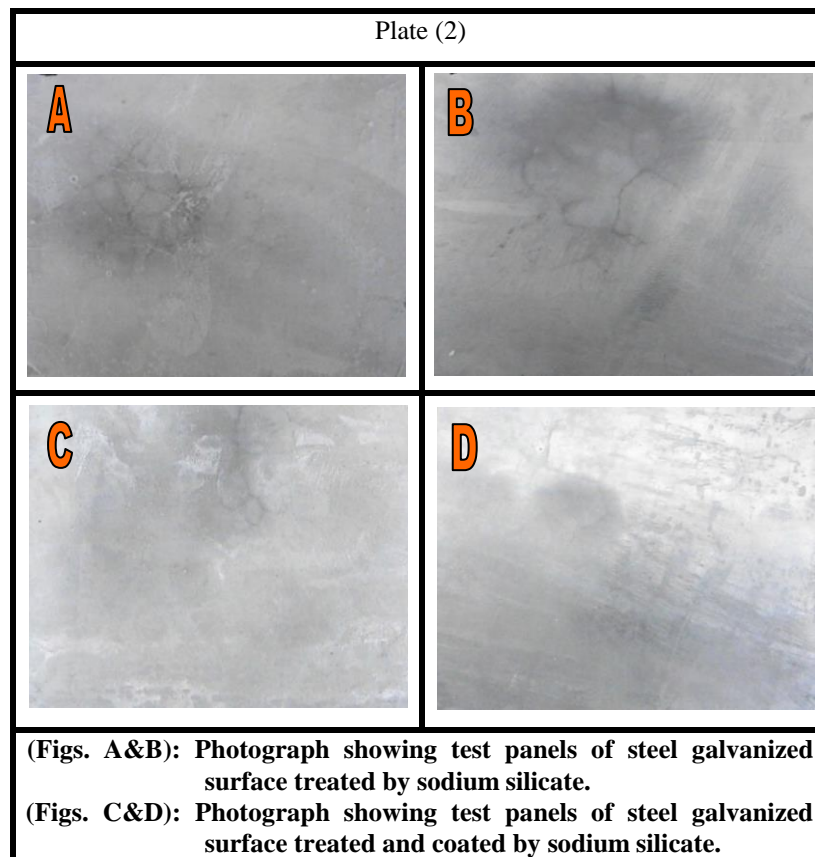 Plate (2)
A
B
C
D
(Figs. A&B): Photograph showing test panels of steel galvanized
surface treated by sodium silicate.
(Figs. C&D): Photograph showing test panels of steel galvanized
surface treated and coated by sodium silicate.